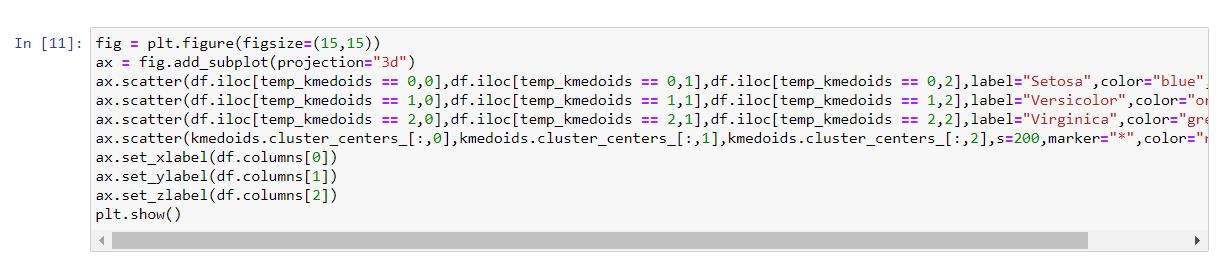 In [11]: fig = plt.figure(figsize=(15,15))
ax = fig.add_subplot(projection="3d")
ax.scatter(df.iloc[temp_kmedoids == 0,0],df.iloc[temp_kmedoids == 0,1],df.iloc[temp_kmedoids == 0,2],label="Setosa",color="blue",
ax.scatter(df.iloc[temp_kmedoids == 1,0],df.iloc[temp_kmedoids == 1,1],df.iloc[temp_kmedoids == 1,2],label="Versicolor",color="or
ax.scatter(df.iloc[temp_kmedoids == 2,0],df.iloc[temp_kmedoids == 2,1],df.iloc[temp_kmedoids == 2,2],label="Virginica",color="gre
ax.scatter(kmedoids.cluster_centers_[:,0],kmedoids.cluster_centers_[:,1],kmedoids.cluster_centers_[:,2],s=200,marker="*",color="r
ax.set_xlabel(df.columns[0])
ax.set_ylabel(df.columns[1])
ax.set_zlabel(df.columns[2])
plt.show()